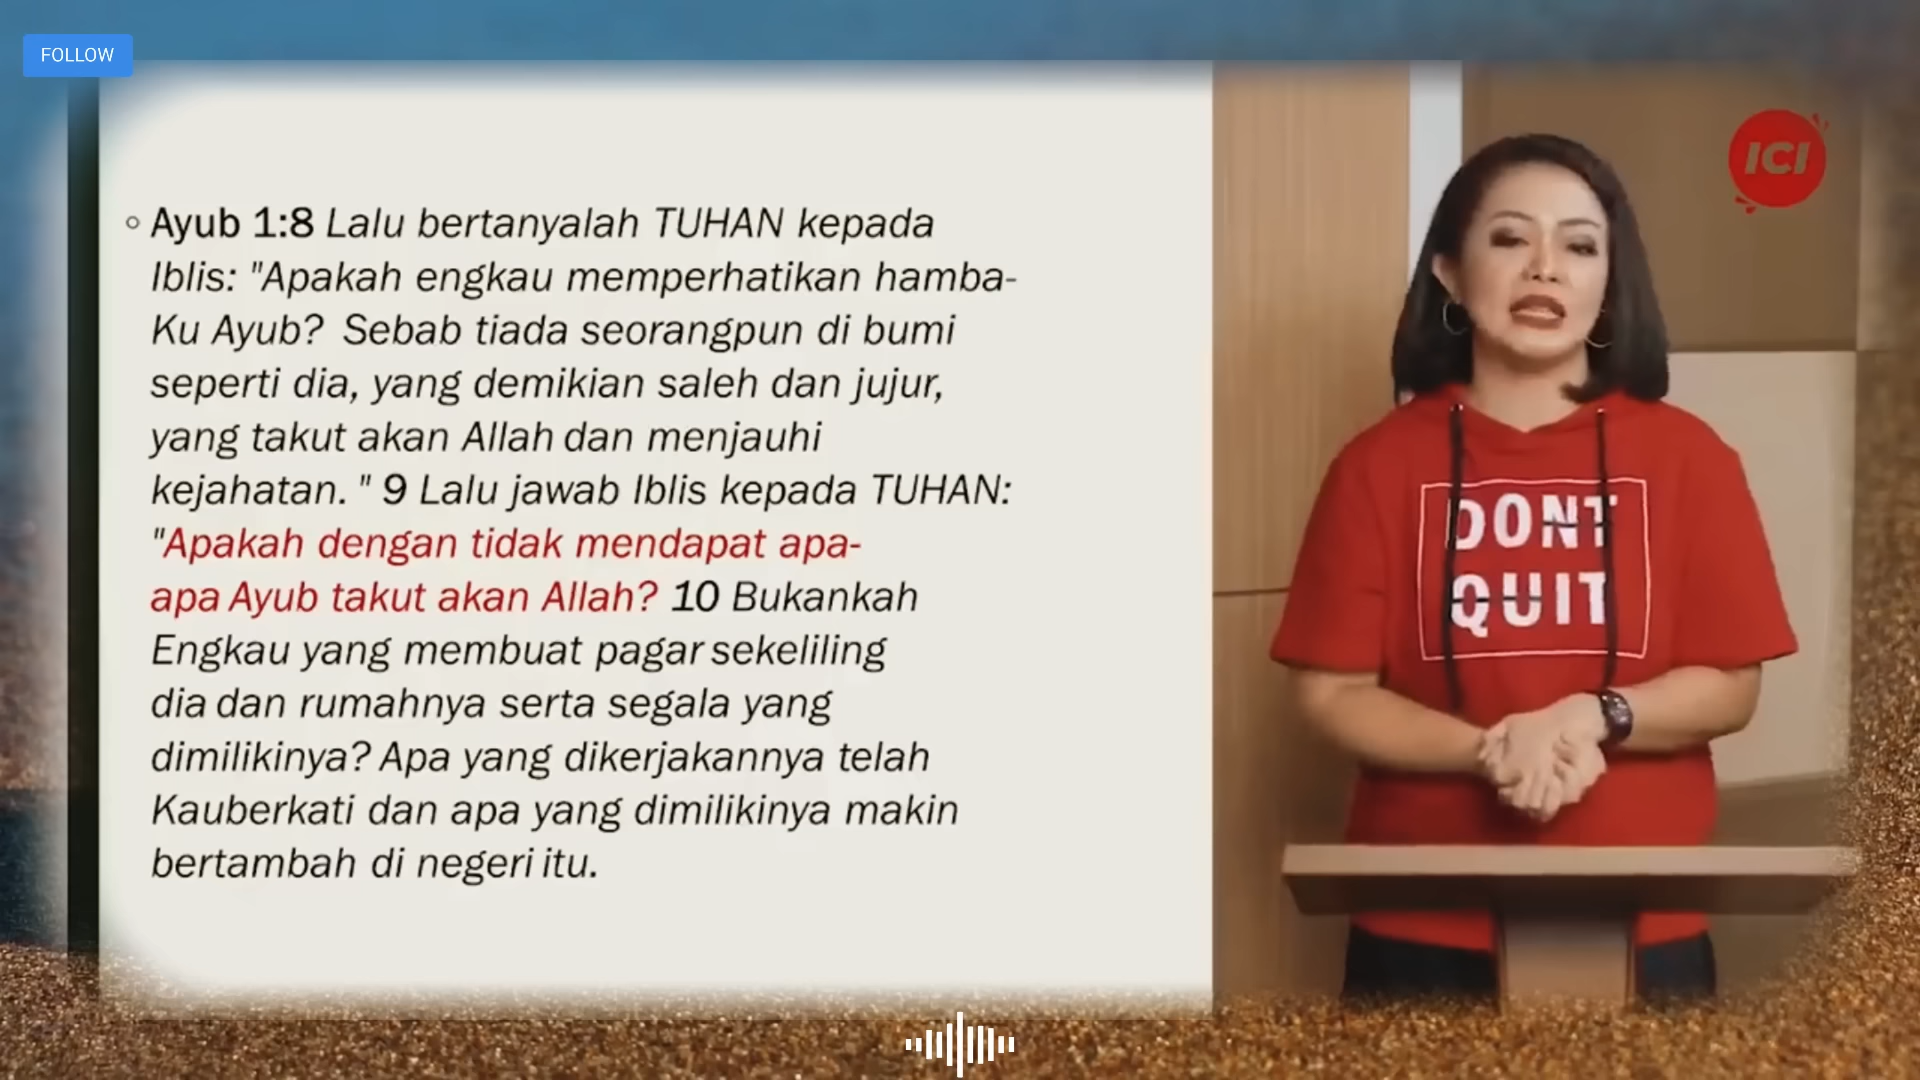 FOLLOW
Ayub 1:8 Lalu bertanyalah TUHAN kepada
Iblis: "Apakah engkau memperhatikan hamba-
Ku Ayub? Sebab tiada seorangpun di bumi
seperti dia, yang demikian saleh dan jujur,
yang takut akan Allah dan menjauhi
kejahatan. " 9 Lalu jawab Iblis kepada TUHAN:
"Apakah dengan tidak mendapat apa-
apa Ayub takut akan Allah? 10 Bukankah
Engkau yang membuat pagar sekeliling
dia dan rumahnya serta segala yang
dimilikinya? Apa yang dikerjakannya telah
Kauberkati dan apa yang dimilikinya makin
bertambah di negeri itu.
ICI
DONT
QUIT